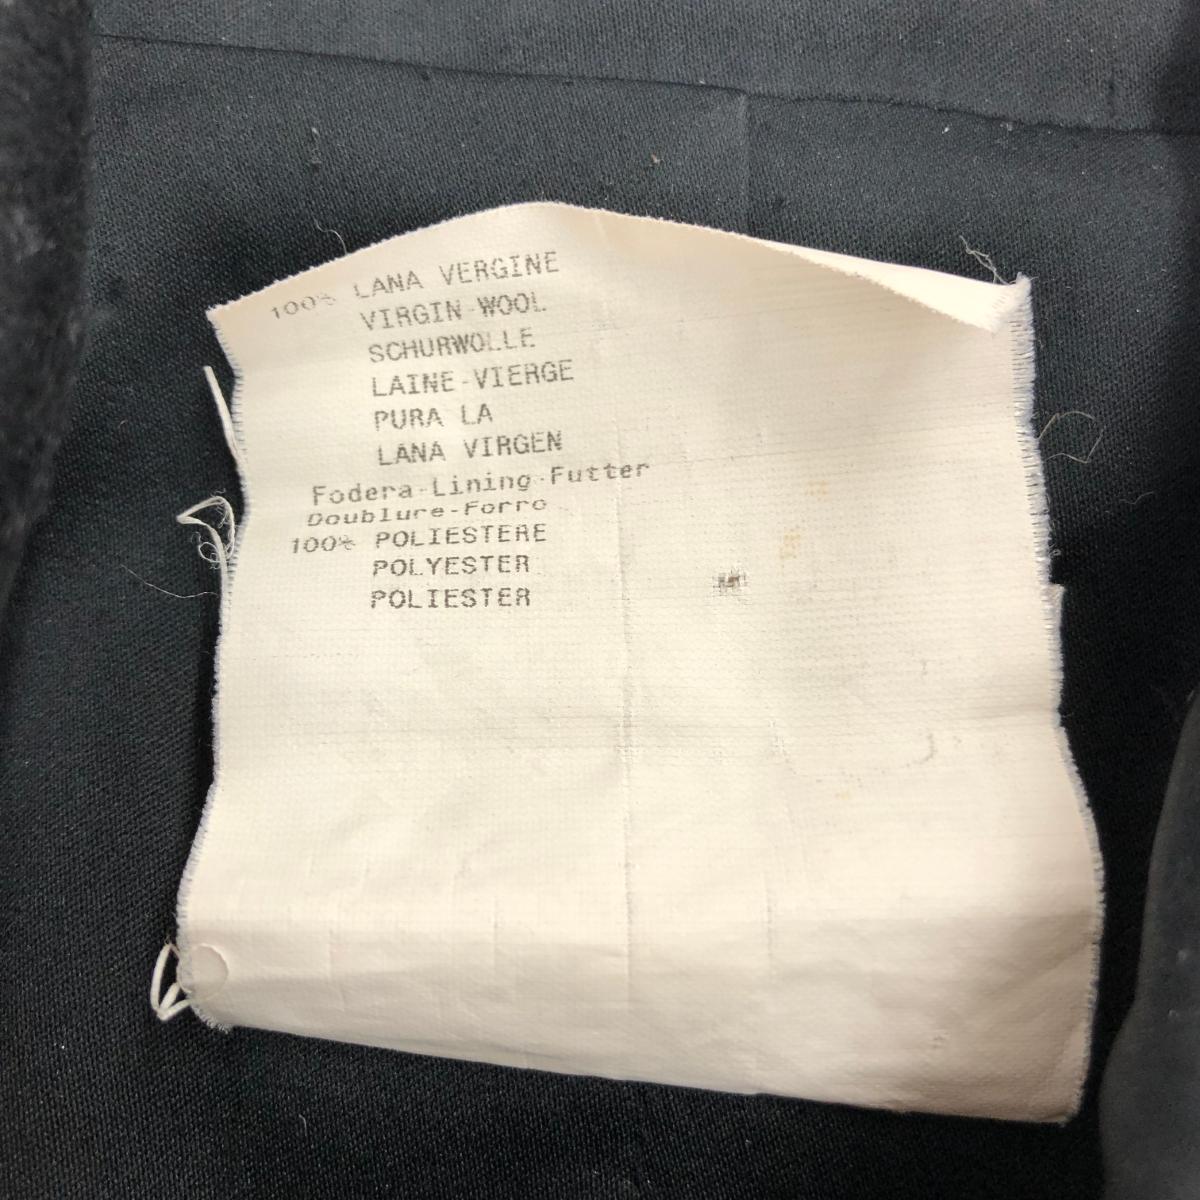 100% LANA VERGINE
VIRGIN-WOOL
SCHURWOLLE
LAINE-VIERGE
PURA LA
LANA VIRGEN
Fodera-Lining-Futter
Doublure-Forro
100% POLIESTERE
POLYESTER
POLIESTER